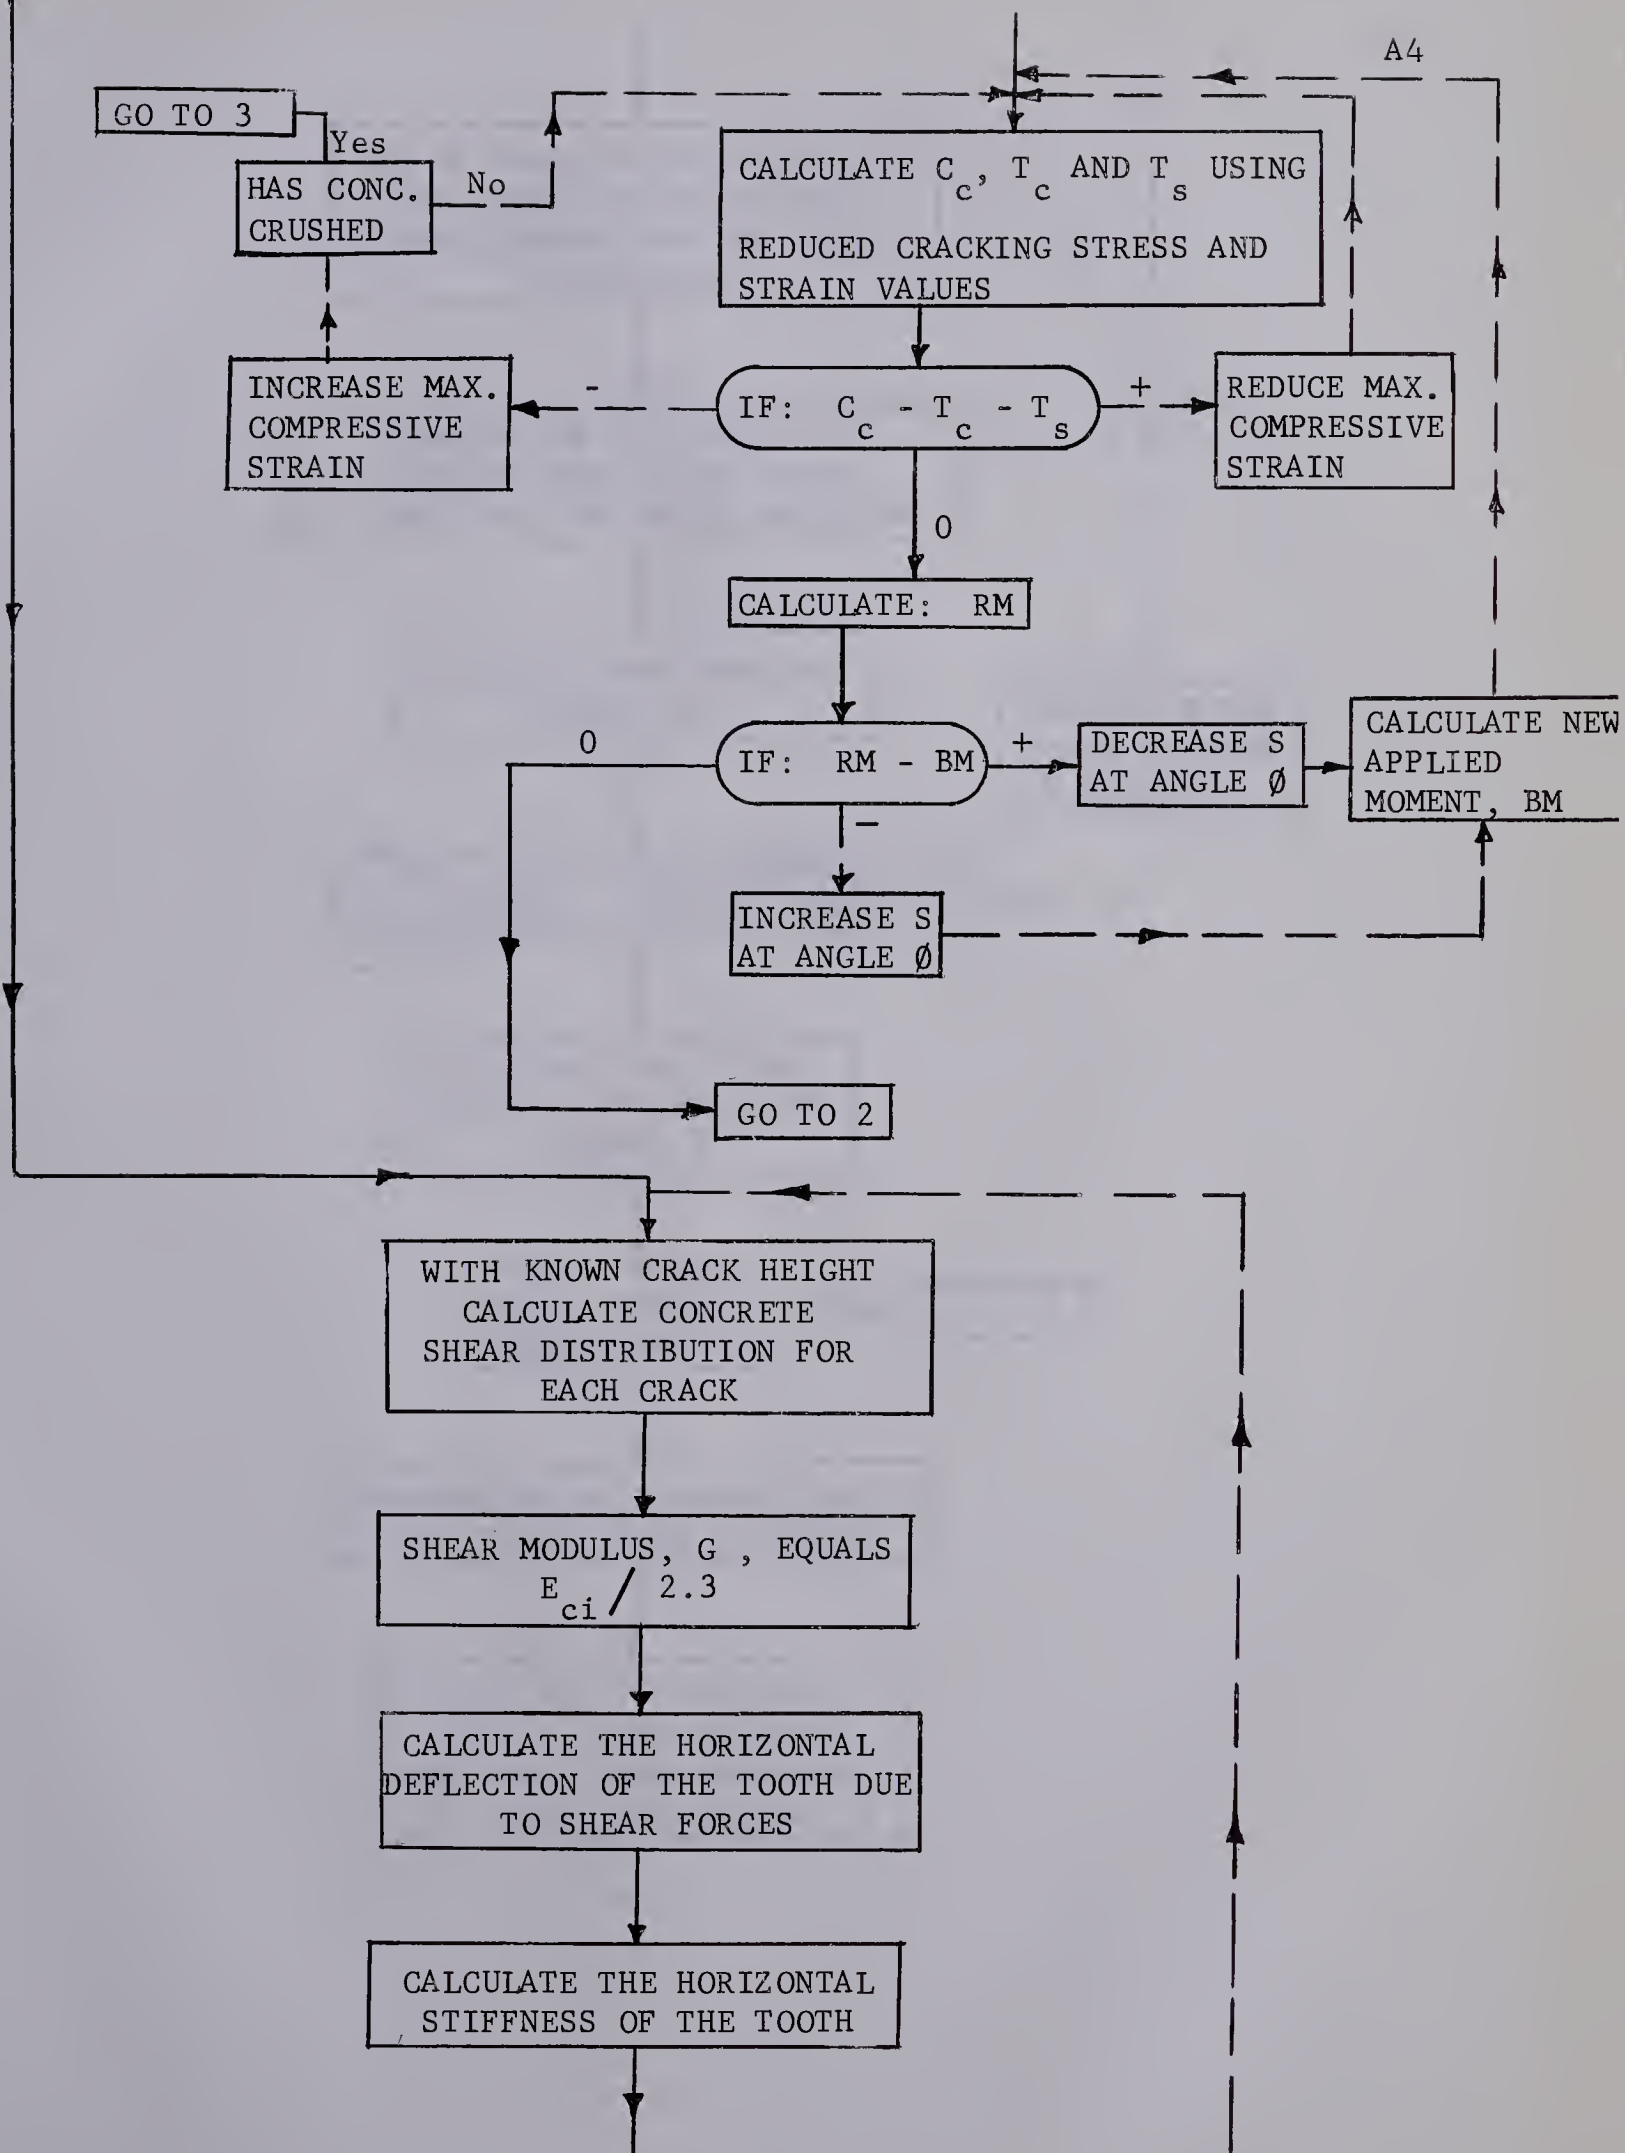 A4
GO TO 3
Yes
HAS CONC.
CRUSHED
No
CALCULATE Cc, Tc AND Ts USING
REDUCED CRACKING STRESS AND
STRAIN VALUES
INCREASE MAX.
COMPRESSIVE
STRAIN
-
IF: Cc - Tc - Ts
+
REDUCE MAX.
COMPRESSIVE
STRAIN
0
CALCULATE: RM
0
IF: RM - BM
+
DECREASE S
AT ANGLE Ø
CALCULATE NEW
APPLIED
MOMENT, BM
-
INCREASE S
AT ANGLE Ø
GO TO 2
WITH KNOWN CRACK HEIGHT
CALCULATE CONCRETE
SHEAR DISTRIBUTION FOR
EACH CRACK
SHEAR MODULUS, G , EQUALS
Eci / 2.3
CALCULATE THE HORIZONTAL
DEFLECTION OF THE TOOTH DUE
TO SHEAR FORCES
CALCULATE THE HORIZONTAL
STIFFNESS OF THE TOOTH